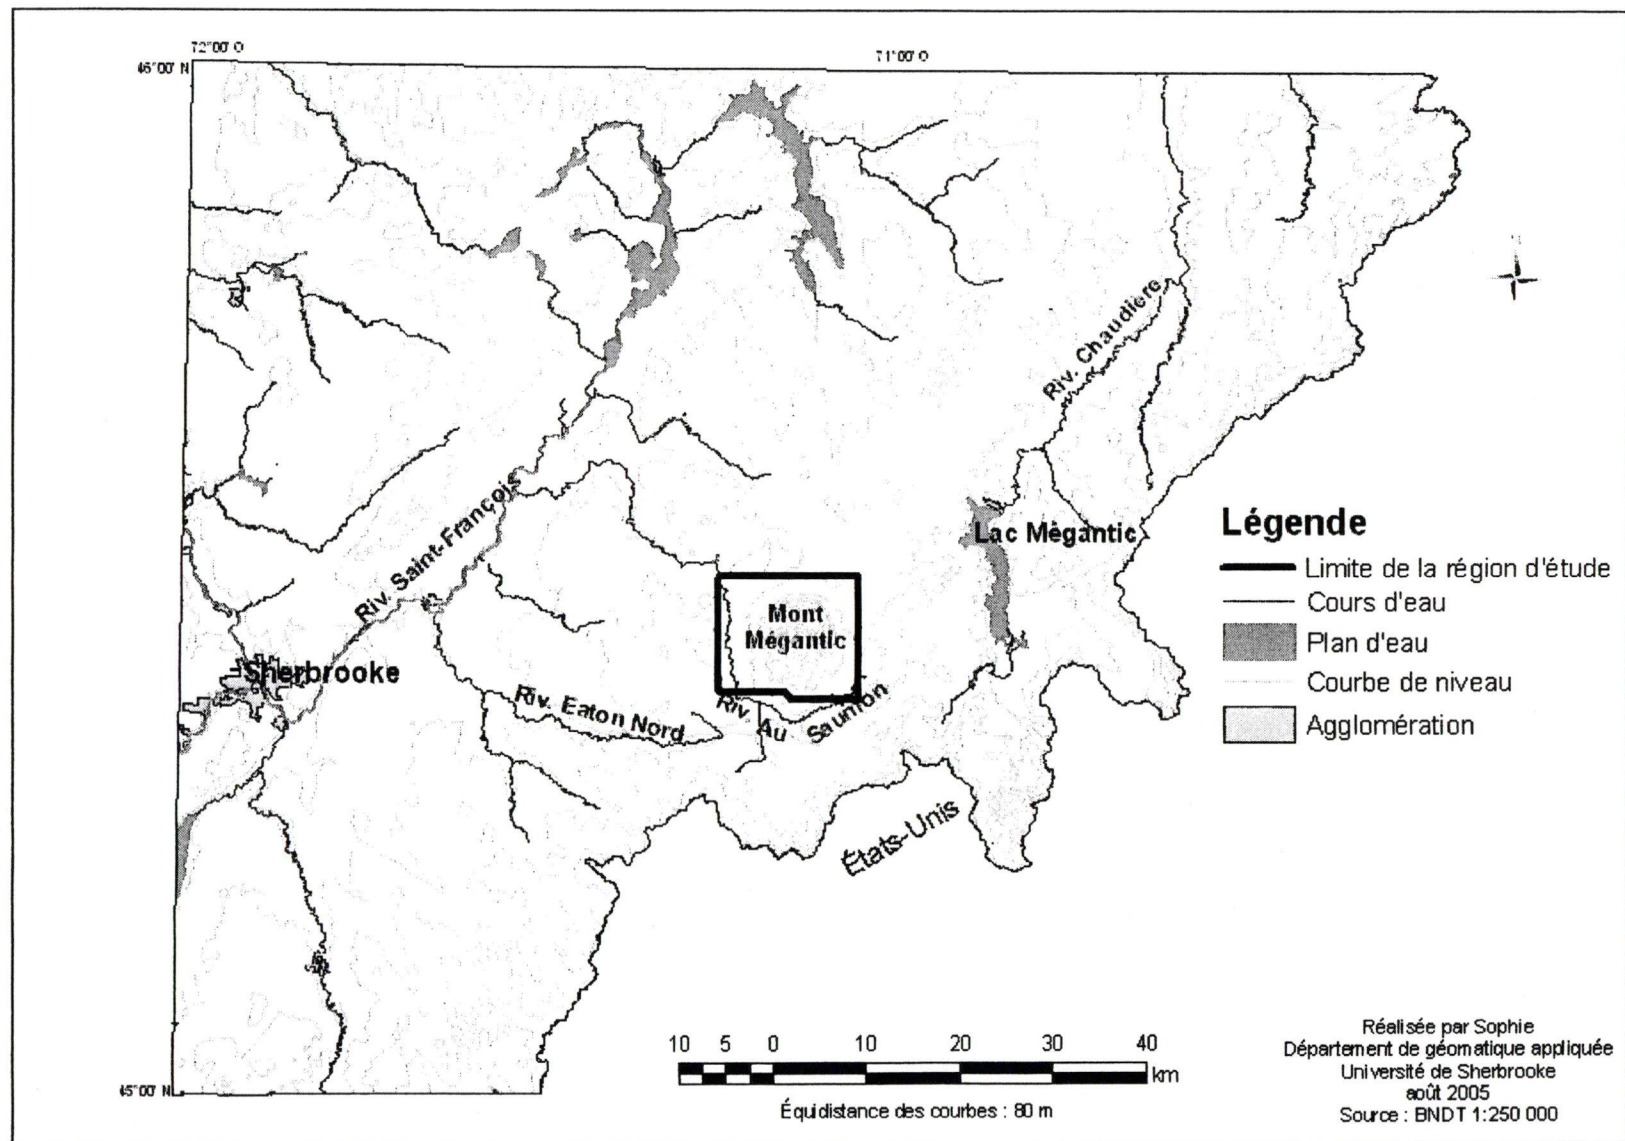 72°00' O
71°00' O
46°00' N
Riv. Chaudière
Riv. Saint-François
Lac Mégantic
Légende
Limite de la région d'étude
Cours d'eau
Plan d'eau
Courbe de niveau
Agglomération
Mont
Mégantic
Sherbrooke
Riv. Eaton Nord
Riv. Au Saumon
États-Unis
10 5 0 10 20 30 40
km
45°00' N
Équidistance des courbes : 80 m
Réalisée par Sophie
Département de géomatique appliquée
Université de Sherbrooke
août 2005
Source : BNDT 1:250 000